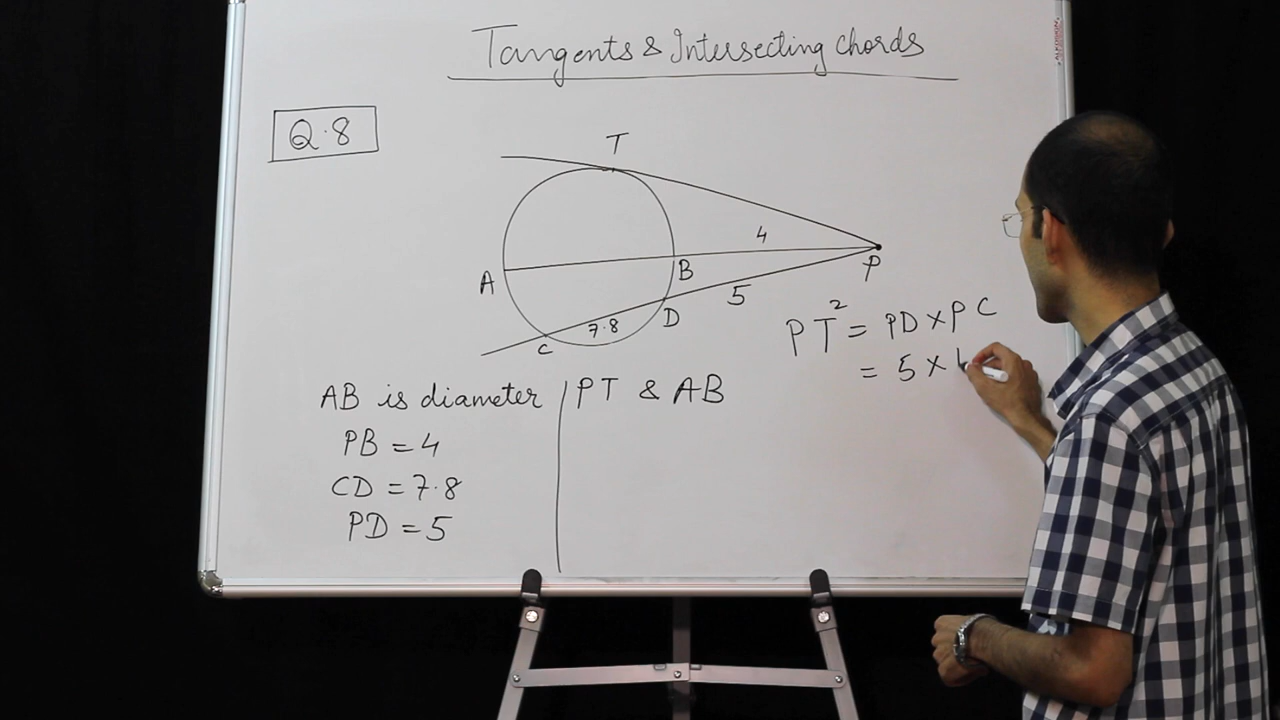 Tangents & Intersecting chords
Q.8
T
4
A
B
P
5
D
7.8
C
PT² = PD × PC
= 5 ×
AB is diameter
PB = 4
CD = 7.8
PD = 5
PT & AB